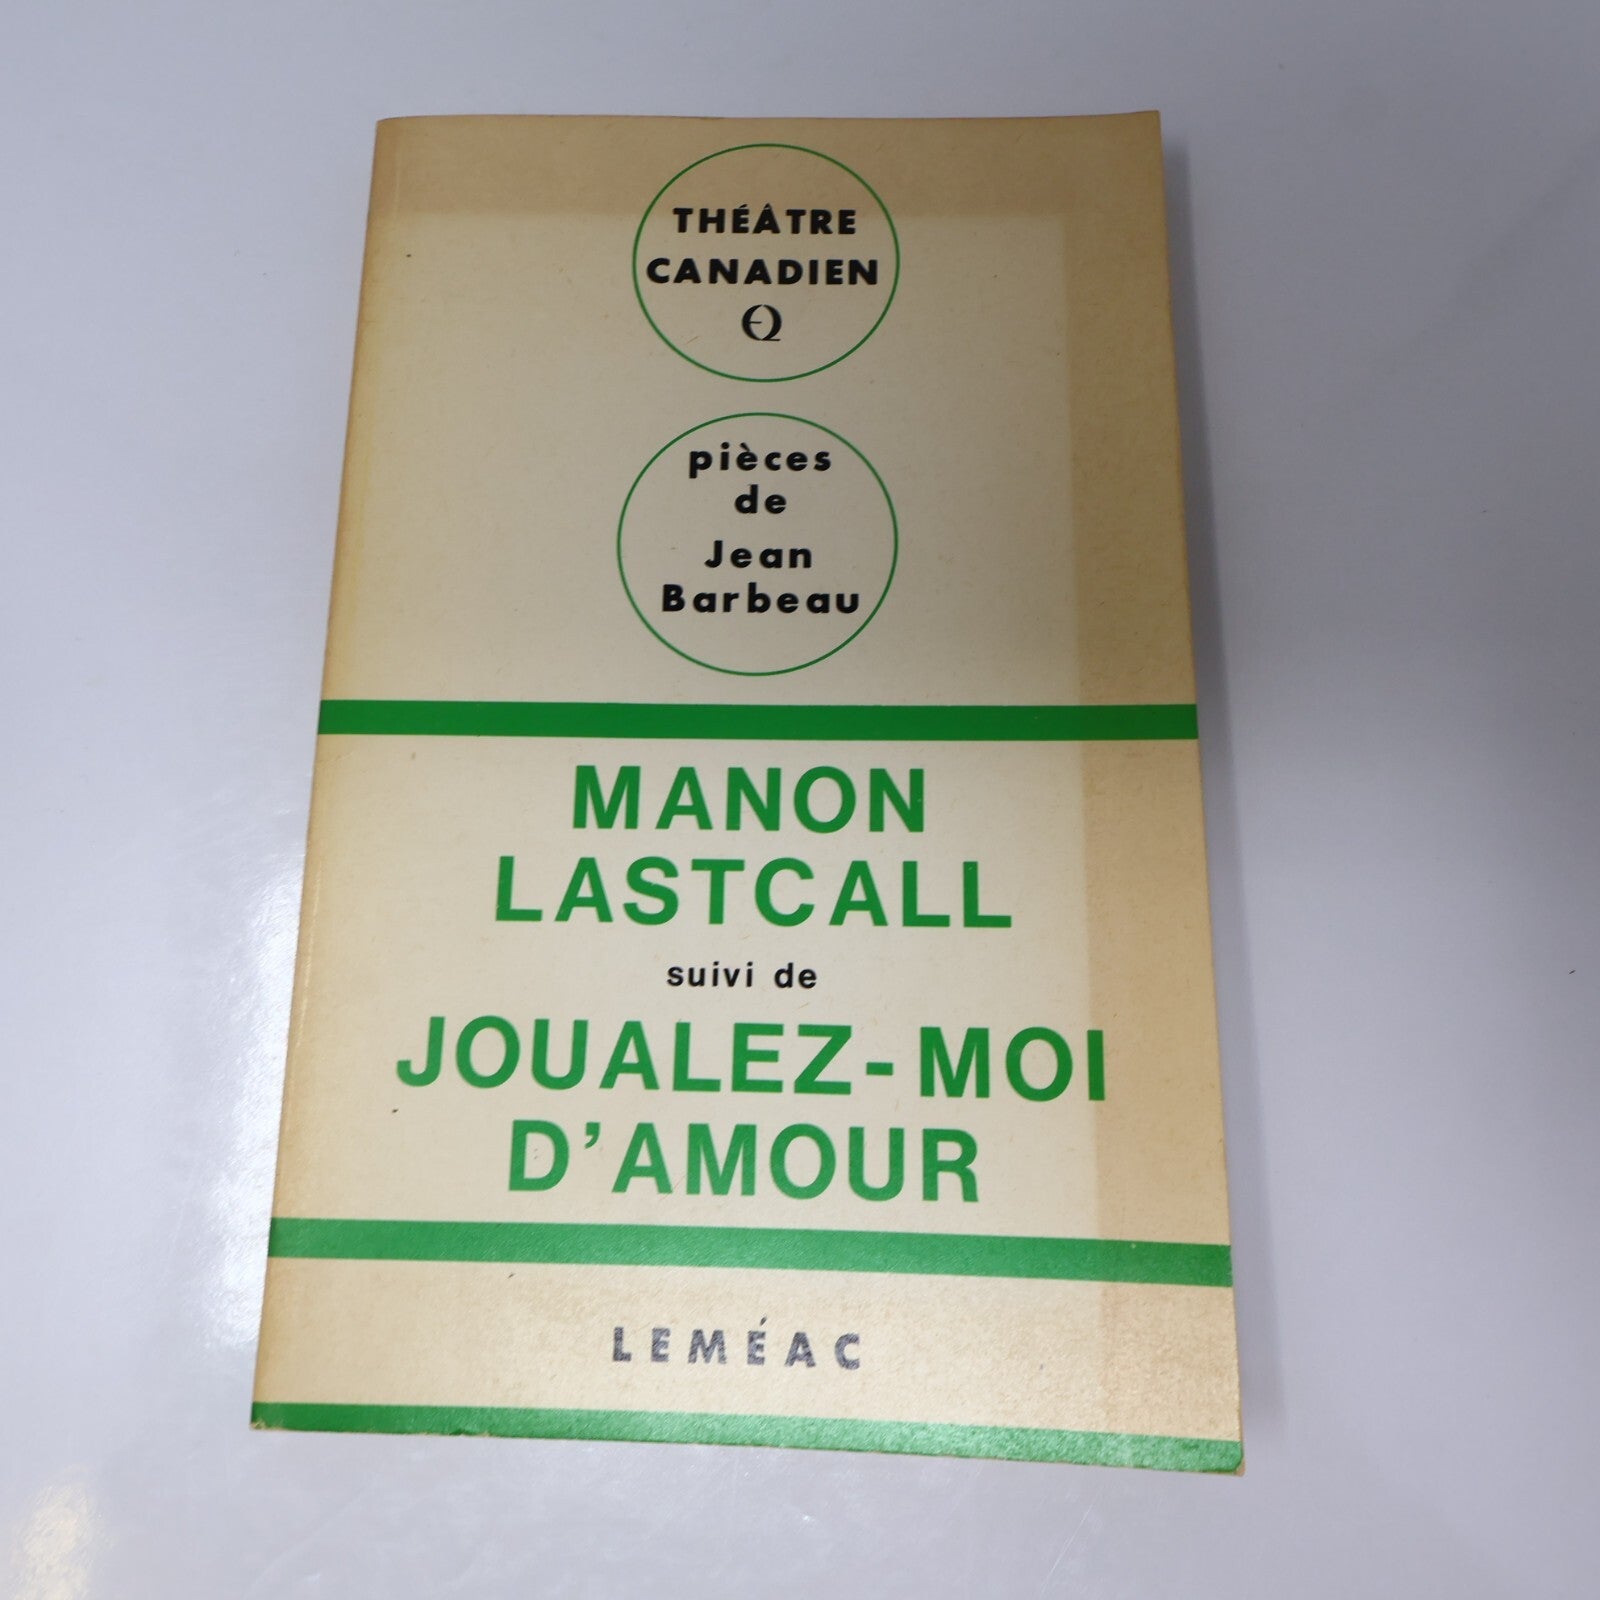 THÉÂTRE
CANADIEN
pièces
de
Jean
Barbeau
MANON
LASTCALL
suivi de
JOUALEZ-MOI
D'AMOUR
LEMÉAC